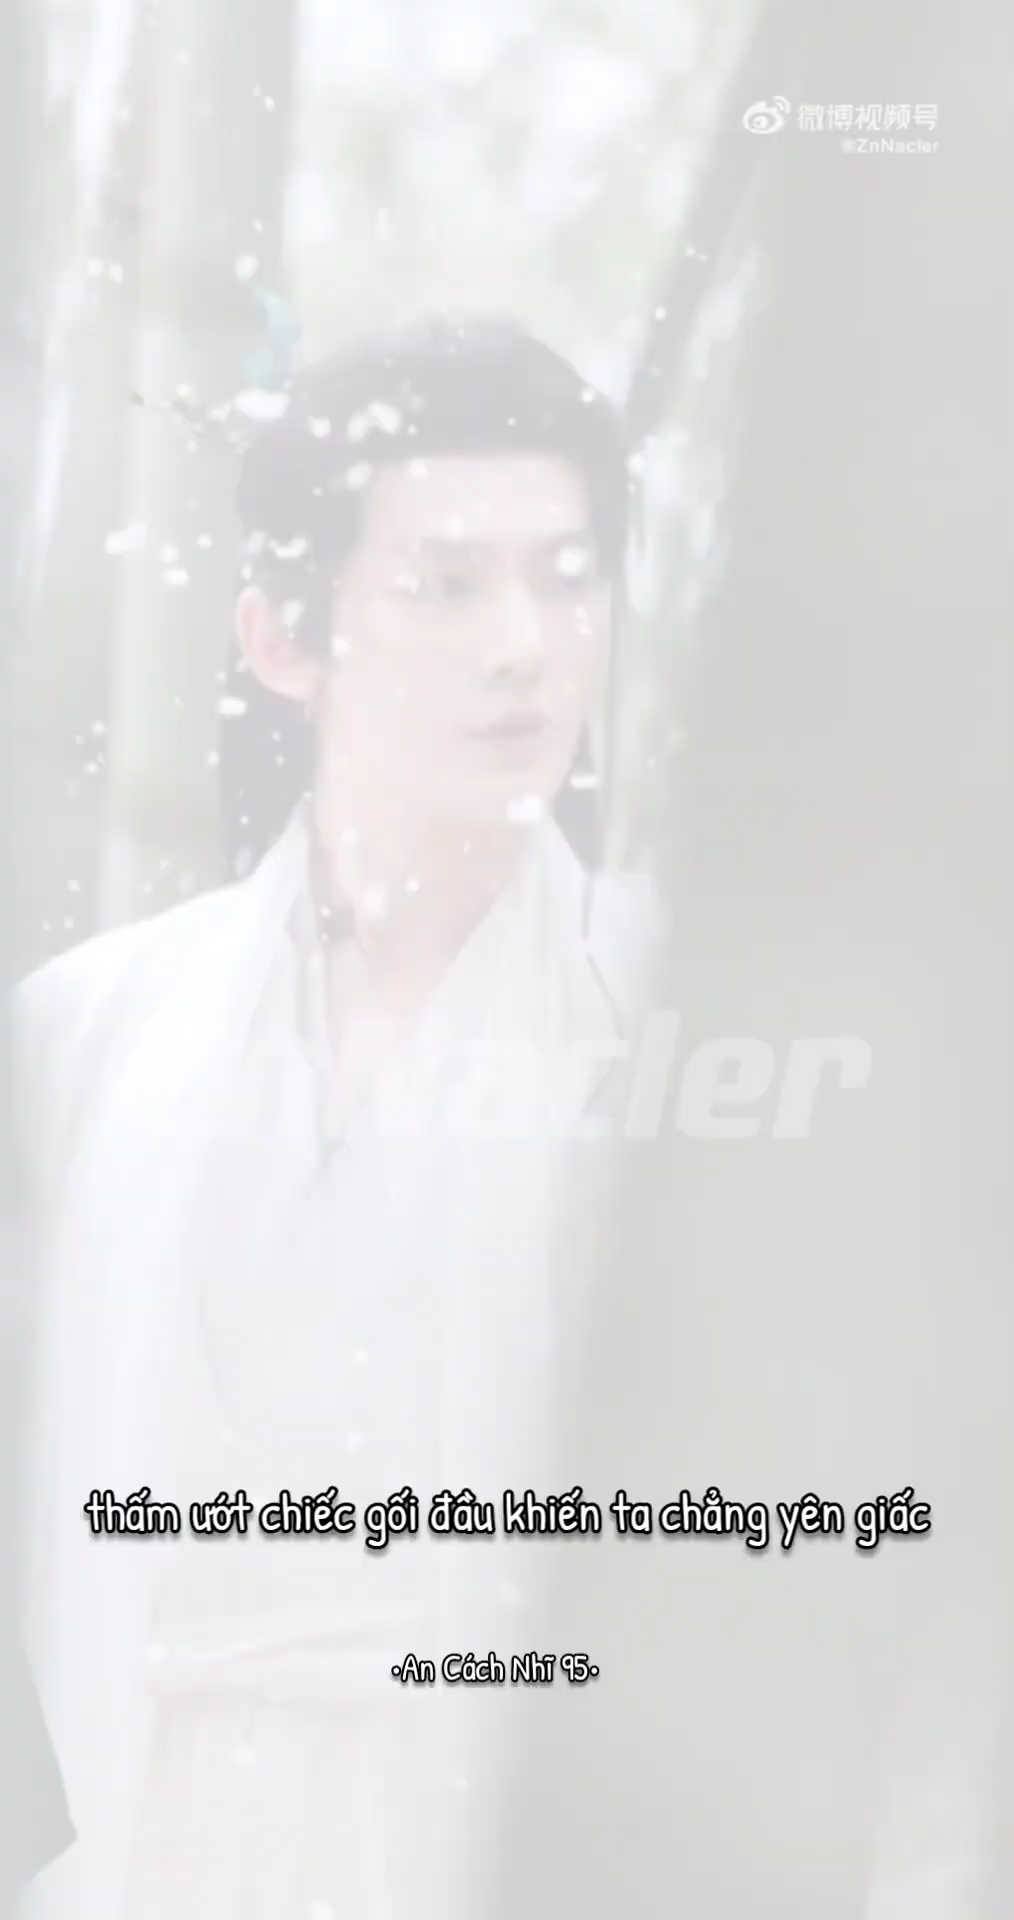 微博视频号
@ZnNacler
ZnNacler
thấm ướt chiếc gối đầu khiến ta chẳng yên giấc
•An Cách Nhĩ 95•